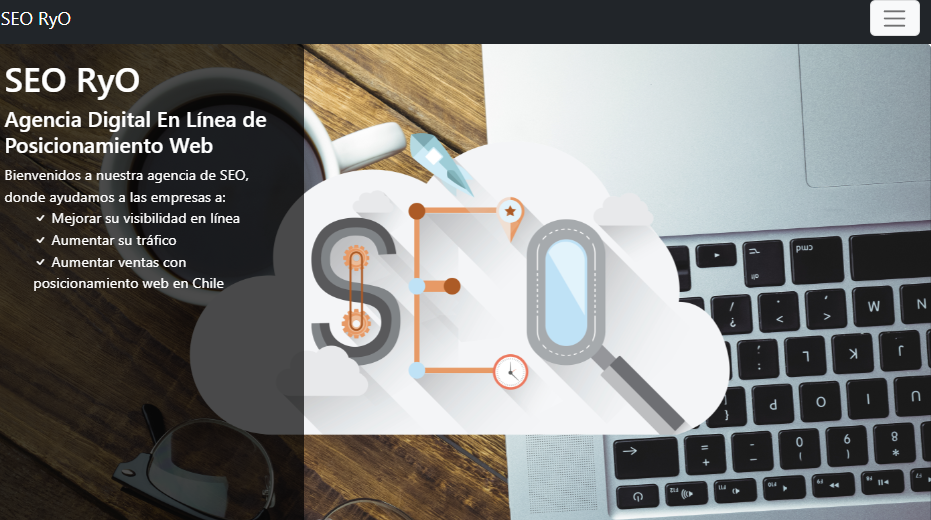 SEO RyO
SEO RyO
Agencia Digital En Línea de
Posicionamiento Web
Bienvenidos a nuestra agencia de SEO,
donde ayudamos a las empresas a:
✓ Mejorar su visibilidad en línea
✓ Aumentar su tráfico
✓ Aumentar ventas con
posicionamiento web en Chile
SEO